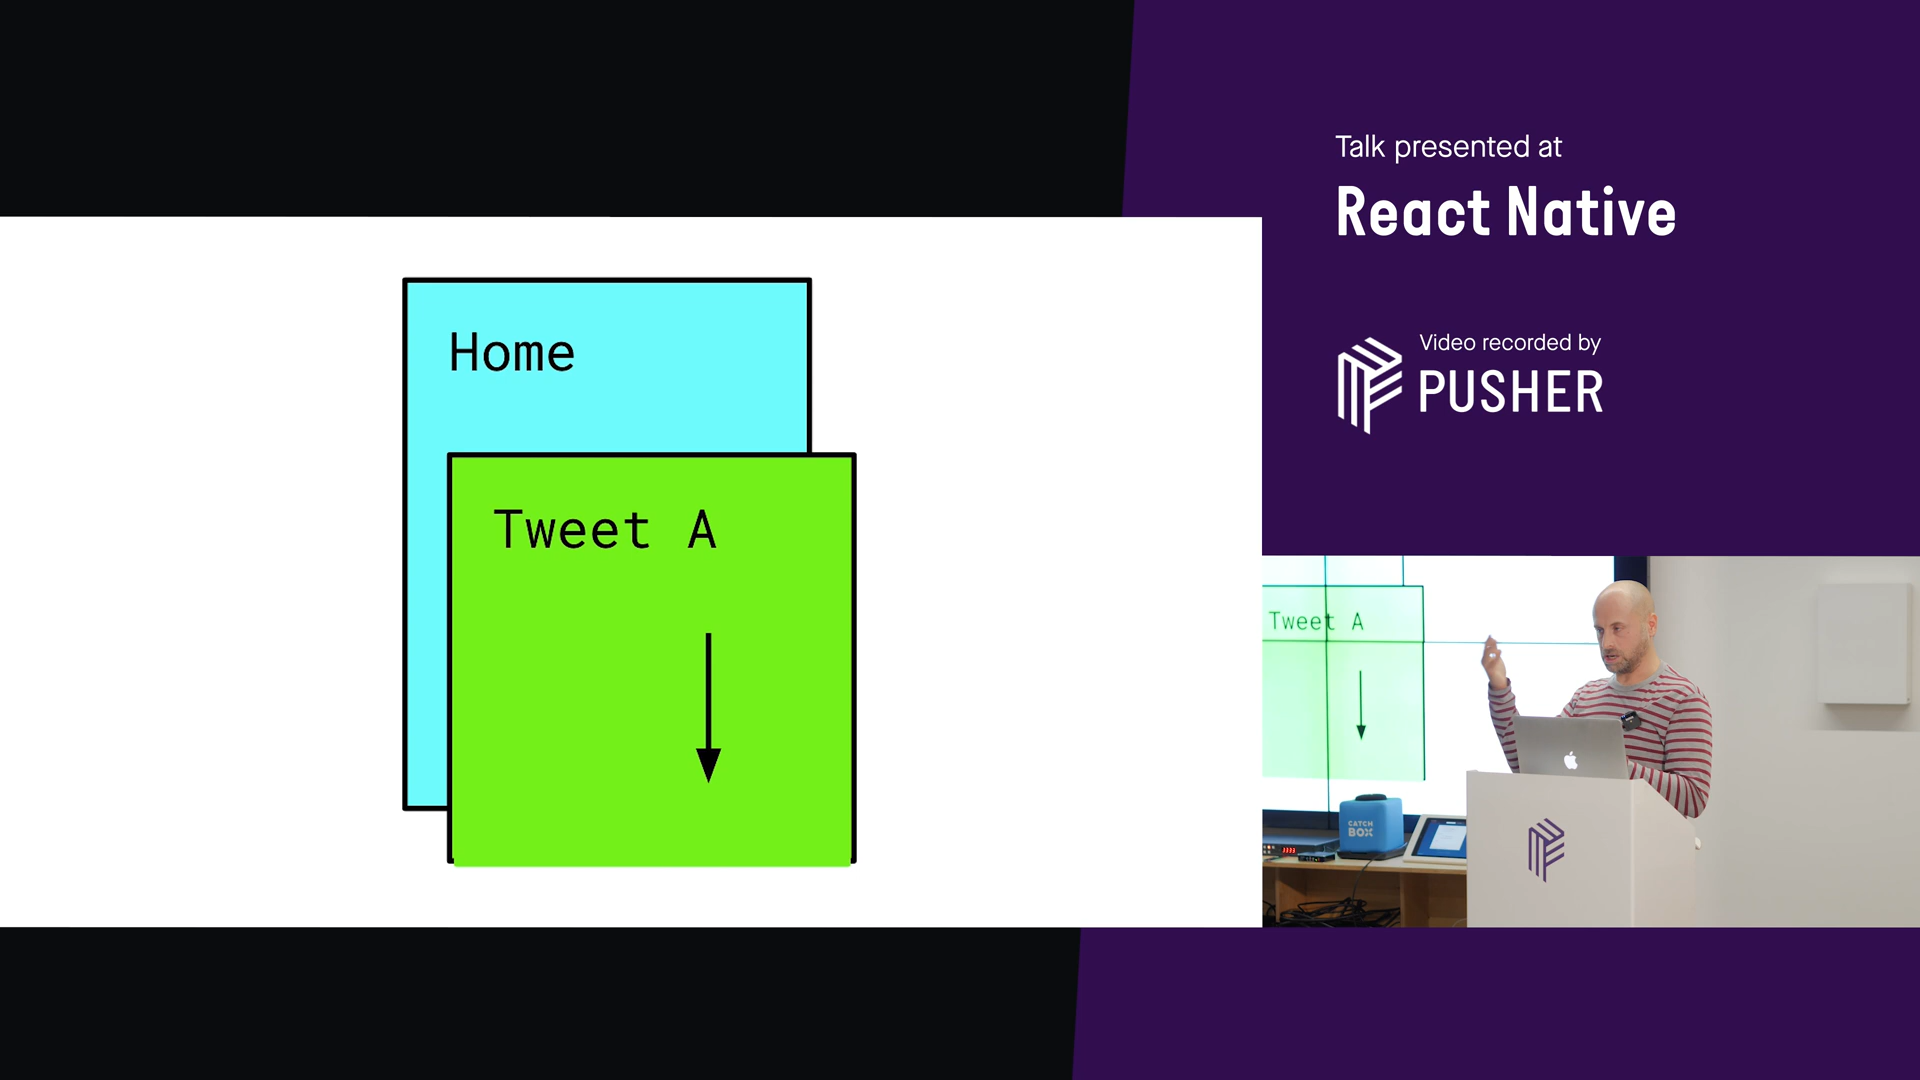 Home
Tweet A
Talk presented at
React Native
Video recorded by
PUSHER
Tweet A
CATCH
BOX